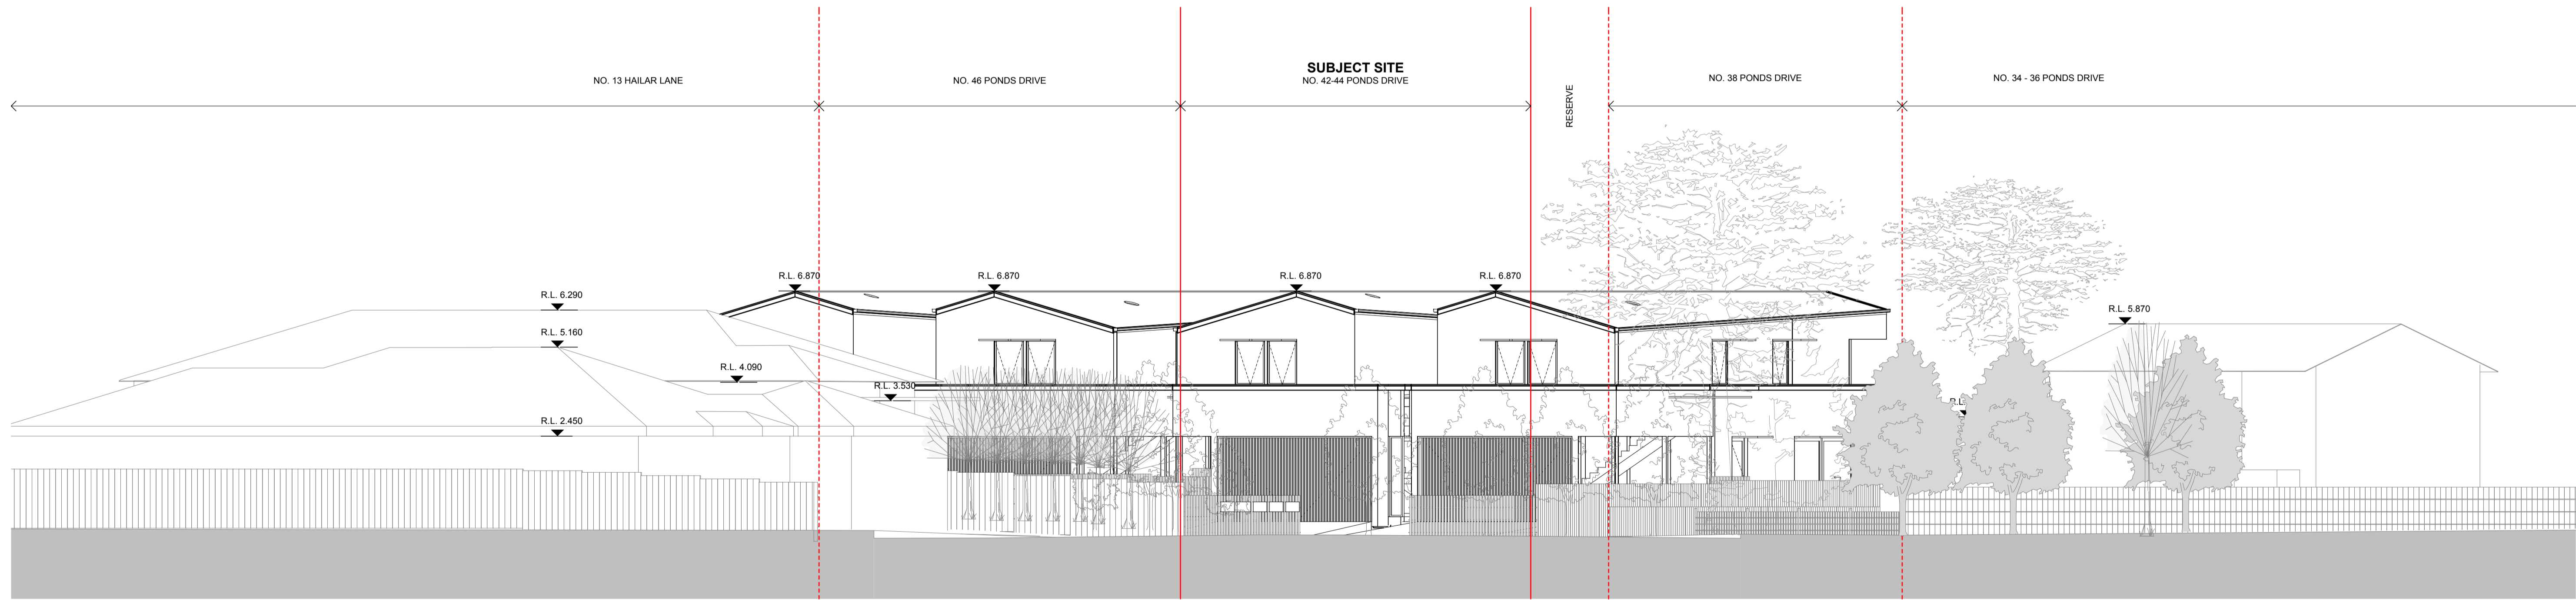 SUBJECT SITE
NO. 13 HAILAR LANE
NO. 46 PONDS DRIVE
NO. 42-44 PONDS DRIVE
RESERVE
NO. 38 PONDS DRIVE
NO. 34 - 36 PONDS DRIVE
R.L. 6.870
R.L. 6.870
R.L. 6.870
R.L. 6.870
R.L. 6.290
R.L. 5.870
R.L. 5.160
R.L. 4.090
R.L. 3.530
R.L. 2.450